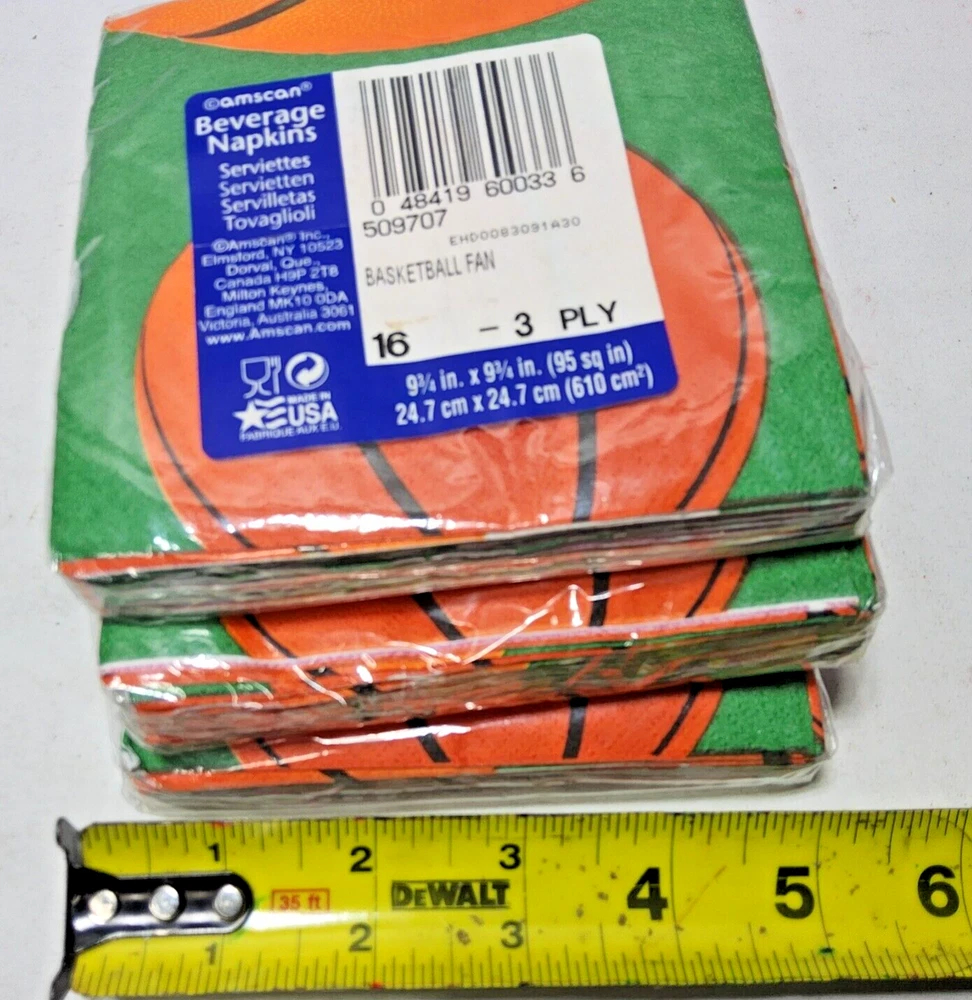 ©amscan®
Beverage
Napkins
Serviettes
Servietten
Servilletas
Tovaglioli
©Amscan® Inc.,
Elmsford, NY 10523
Dorval, Que.,
Canada H9P 2T8
Milton Keynes,
England MK10 0DA
Victoria, Australia 3061
www.Amscan.com
MADE IN
USA
FABRIQUE AUX E.U.
0 48419 60033 6
509707
EHD0083091A30
BASKETBALL FAN
16 - 3 PLY
9¾ in. x 9¾ in. (95 sq in)
24.7 cm x 24.7 cm (610 cm²)
1 2 3 4 5 6
35 ft DEWALT
1 2 3